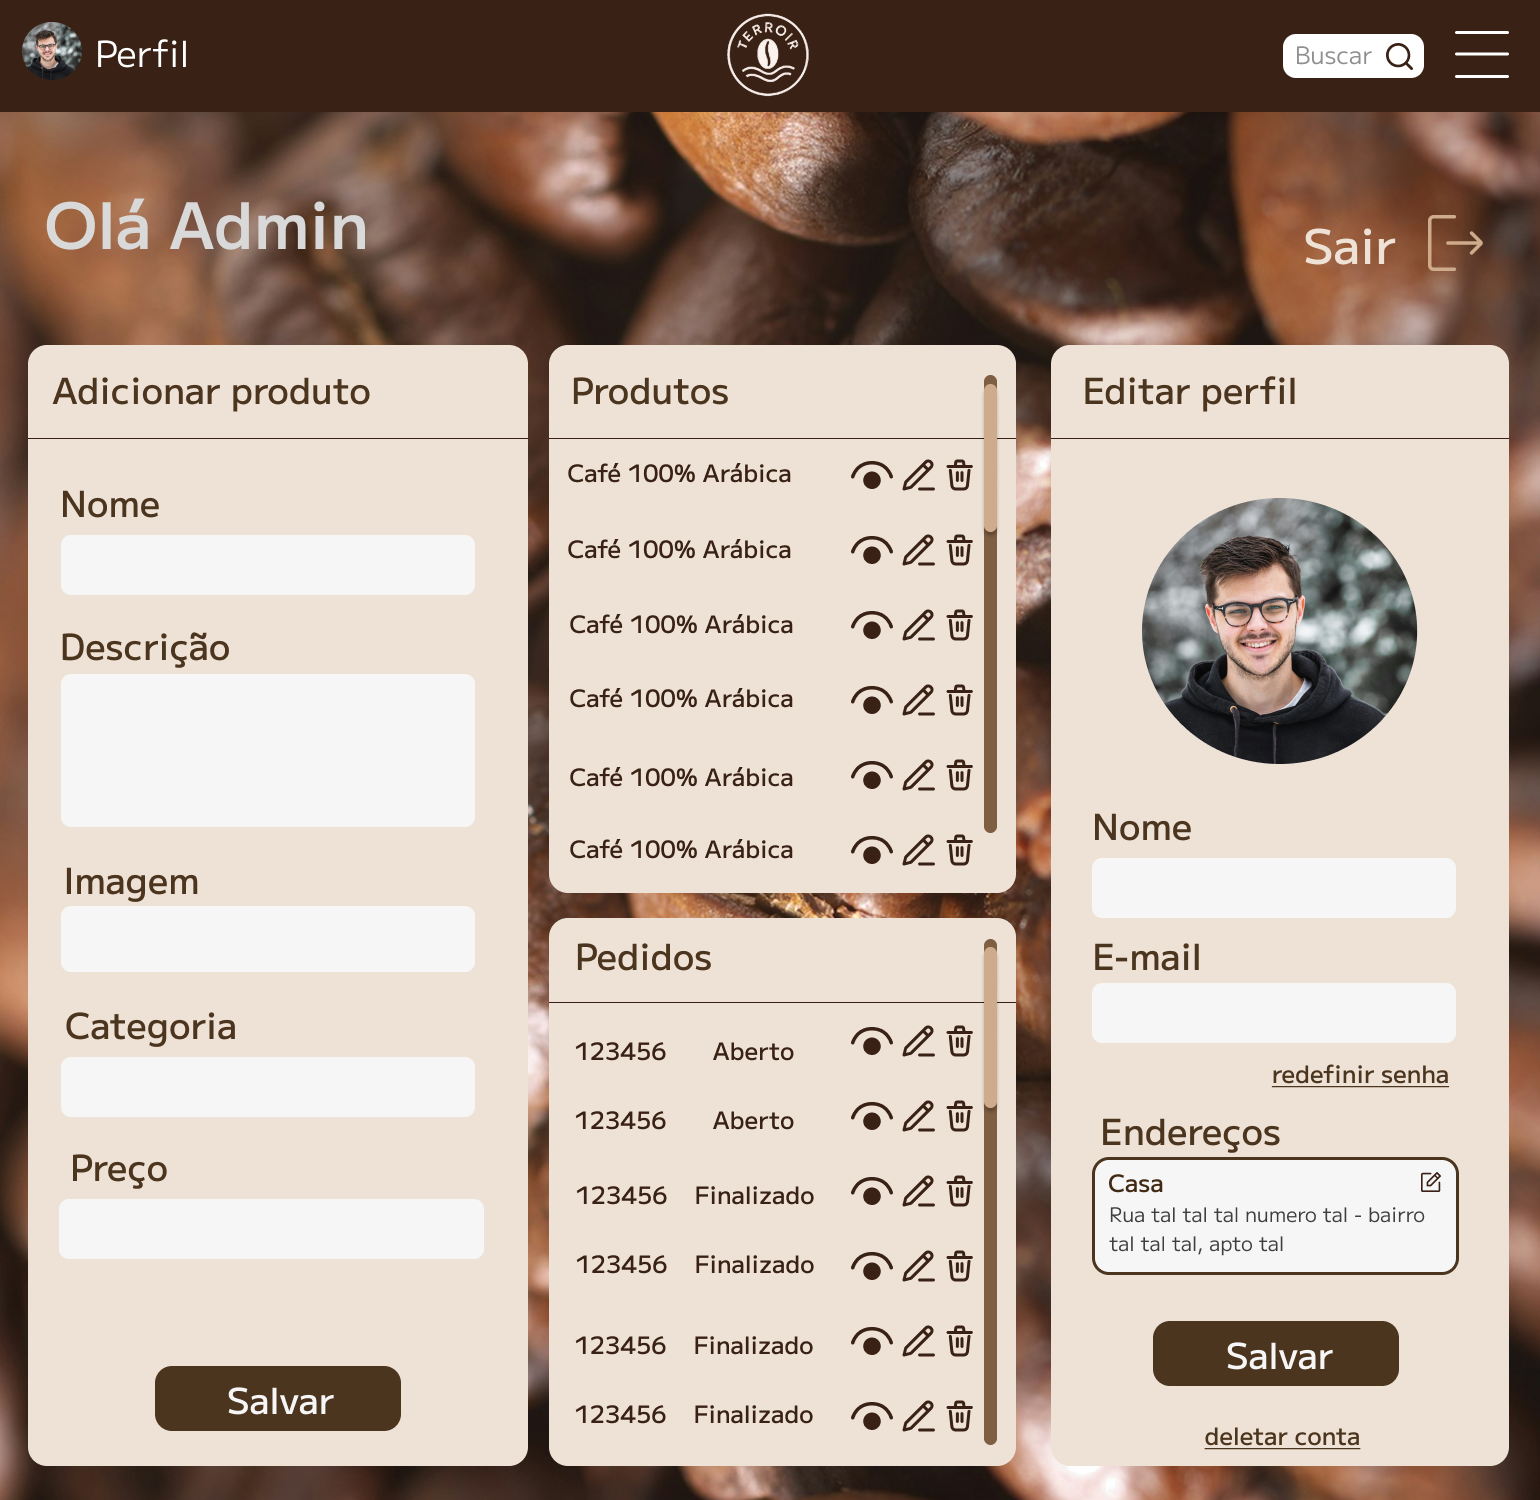 Perfil
TERROIR
Buscar
Olá Admin
Sair
Adicionar produto
Nome
Descrição
Imagem
Categoria
Preço
Salvar
Produtos
Café 100% Arábica
Café 100% Arábica
Café 100% Arábica
Café 100% Arábica
Café 100% Arábica
Café 100% Arábica
Pedidos
123456 Aberto
123456 Aberto
123456 Finalizado
123456 Finalizado
123456 Finalizado
123456 Finalizado
Editar perfil
Nome
E-mail
redefinir senha
Endereços
Casa
Rua tal tal tal numero tal - bairro
tal tal tal, apto tal
Salvar
deletar conta